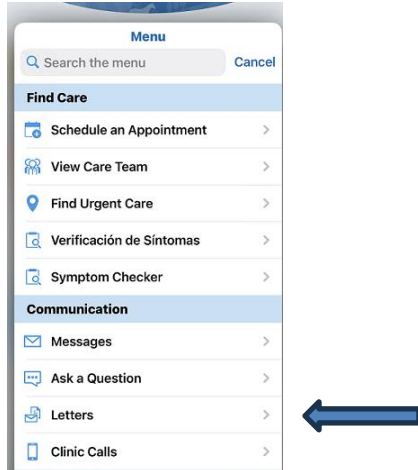 Menu
Search the menu
Cancel
Find Care
Schedule an Appointment
View Care Team
Find Urgent Care
Verificación de Síntomas
Symptom Checker
Communication
Messages
Ask a Question
Letters
Clinic Calls